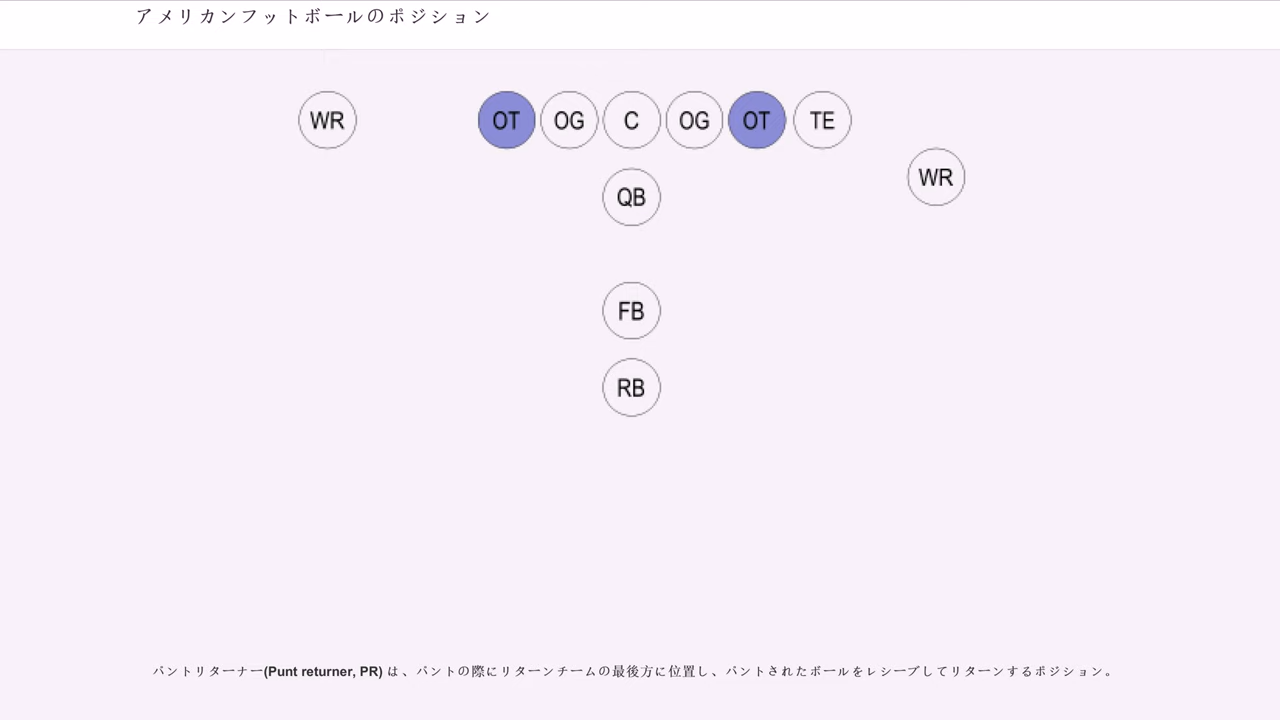 アメリカンフットボールのポジション
WR OT OG C OG OT TE
WR
QB
FB
RB
パントリターナー(Punt returner, PR) は、パントの際にリターンチームの最後方に位置し、パントされたボールをレシーブしてリターンするポジション。